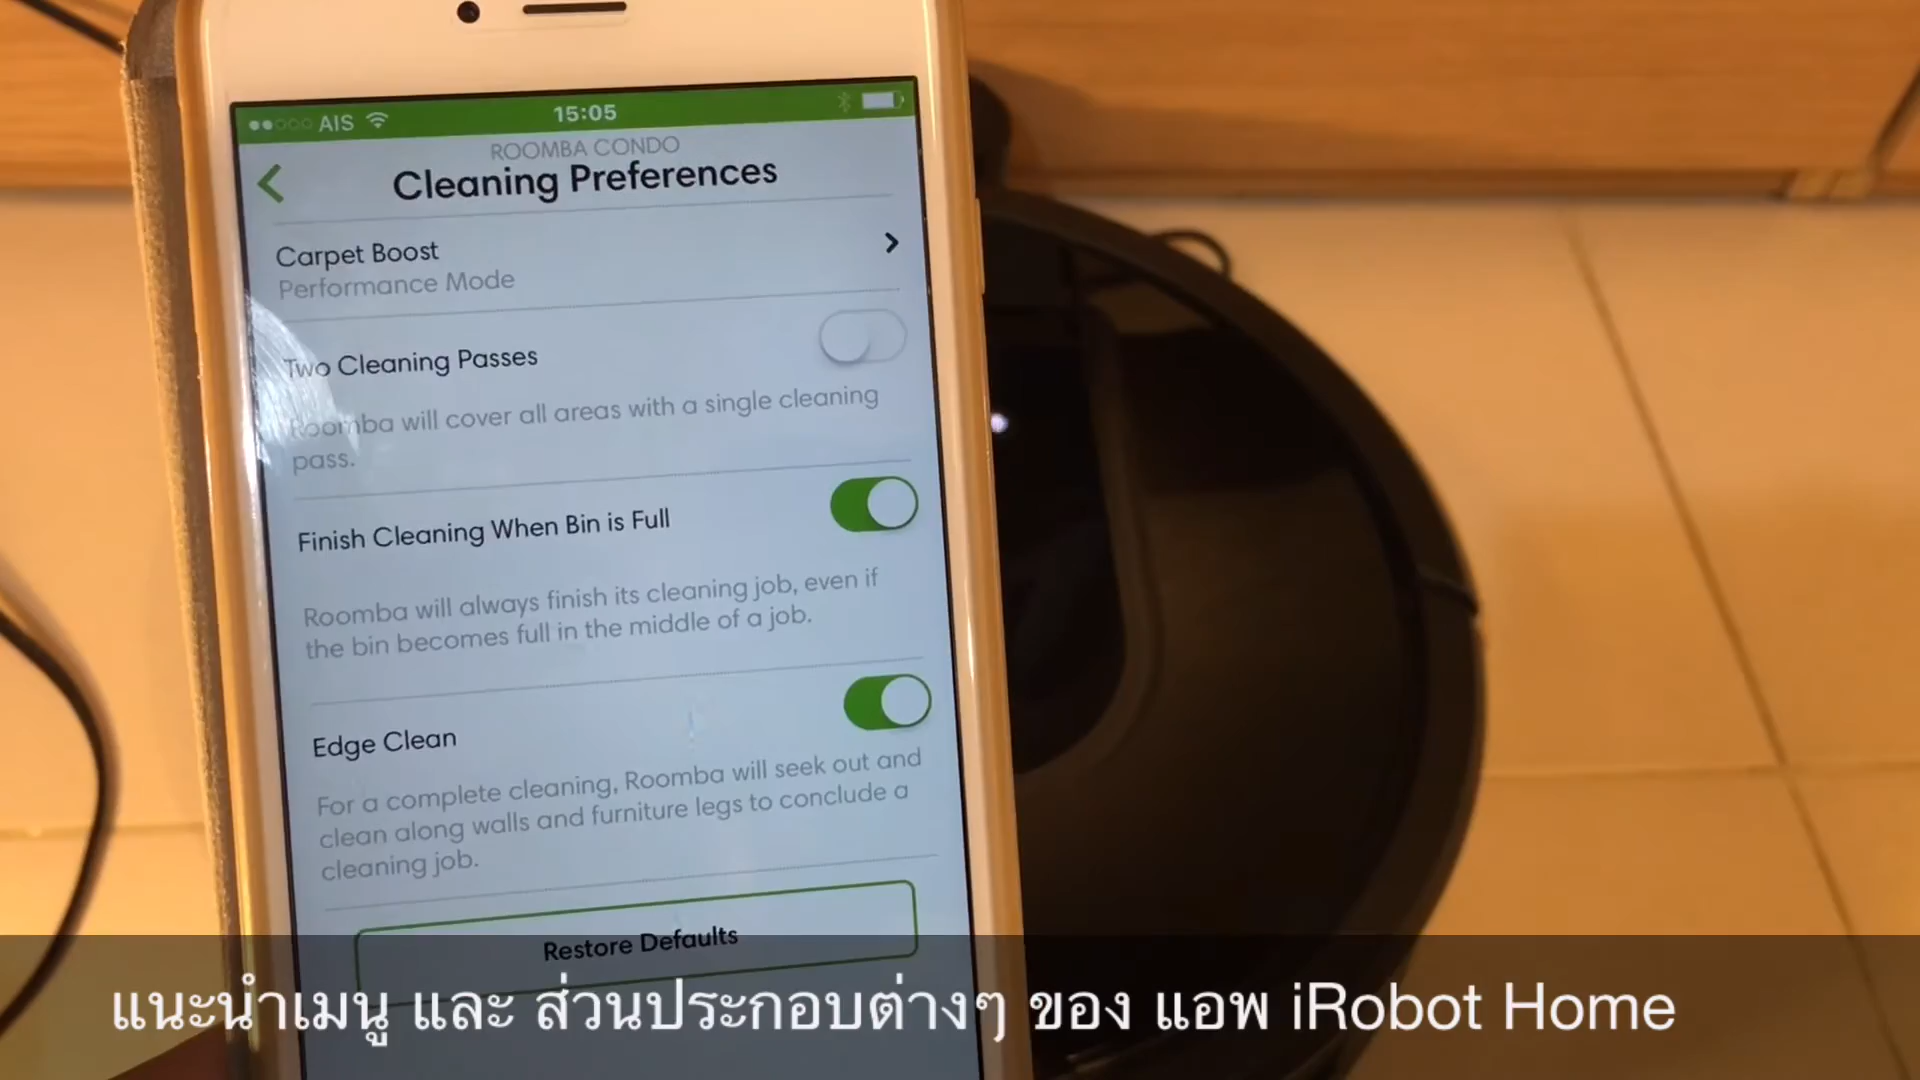 AIS
15:05
ROOMBA CONDO
Cleaning Preferences
Carpet Boost
Performance Mode
Two Cleaning Passes
Roomba will cover all areas with a single cleaning
pass.
Finish Cleaning When Bin is Full
Roomba will always finish its cleaning job, even if
the bin becomes full in the middle of a job.
Edge Clean
For a complete cleaning, Roomba will seek out and
clean along walls and furniture legs to conclude a
cleaning job.
Restore Defaults
แนะนำเมนู และ ส่วนประกอบต่างๆ ของ แอพ iRobot Home